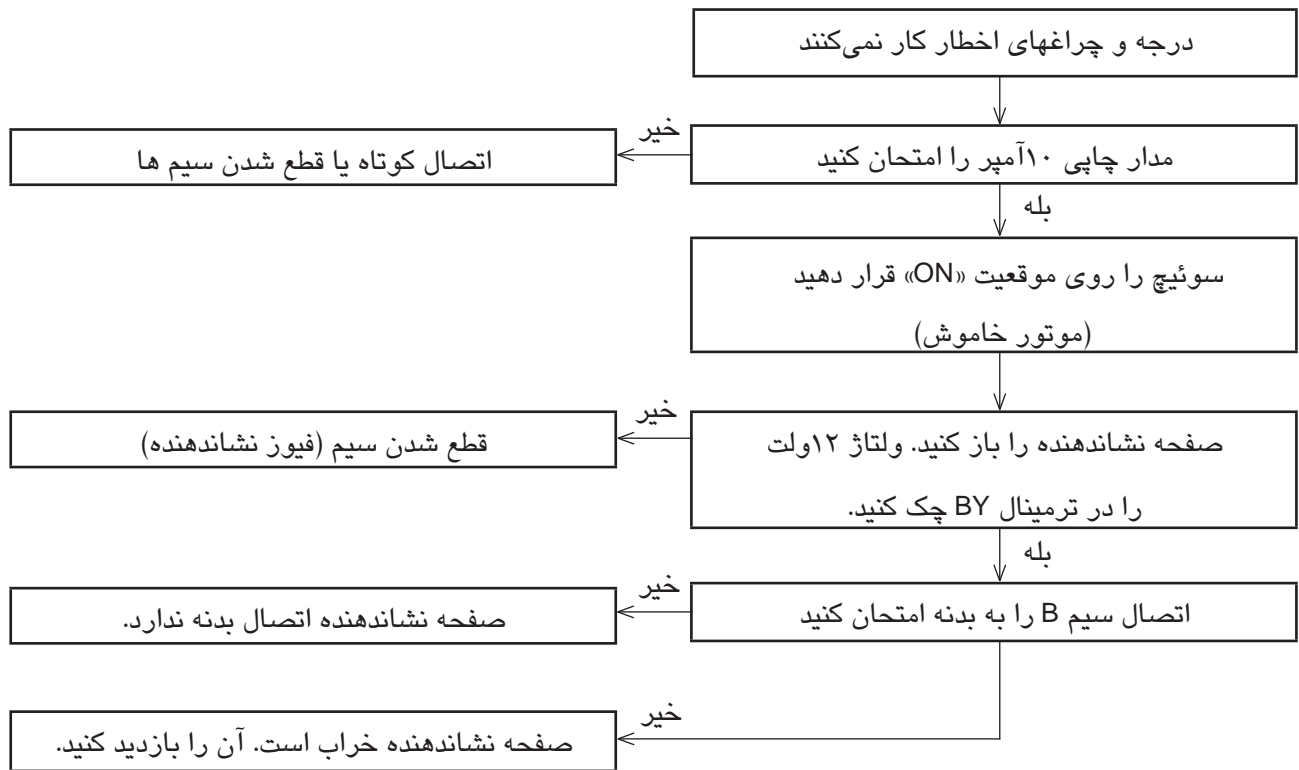 درجه و چراغهای اخطار کار نمی‌کنند
خیر
مدار چاپی ۱۰آمپر را امتحان کنید
اتصال کوتاه یا قطع شدن سیم ها
بله
سوئیچ را روی موقعیت «ON» قرار دهید
(موتور خاموش)
خیر
صفحه نشاندهنده را باز کنید. ولتاژ ۱۲ولت
را در ترمینال BY چک کنید.
قطع شدن سیم (فیوز نشاندهنده)
بله
خیر
اتصال سیم B را به بدنه امتحان کنید
صفحه نشاندهنده اتصال بدنه ندارد.
خیر
صفحه نشاندهنده خراب است. آن را بازدید کنید.